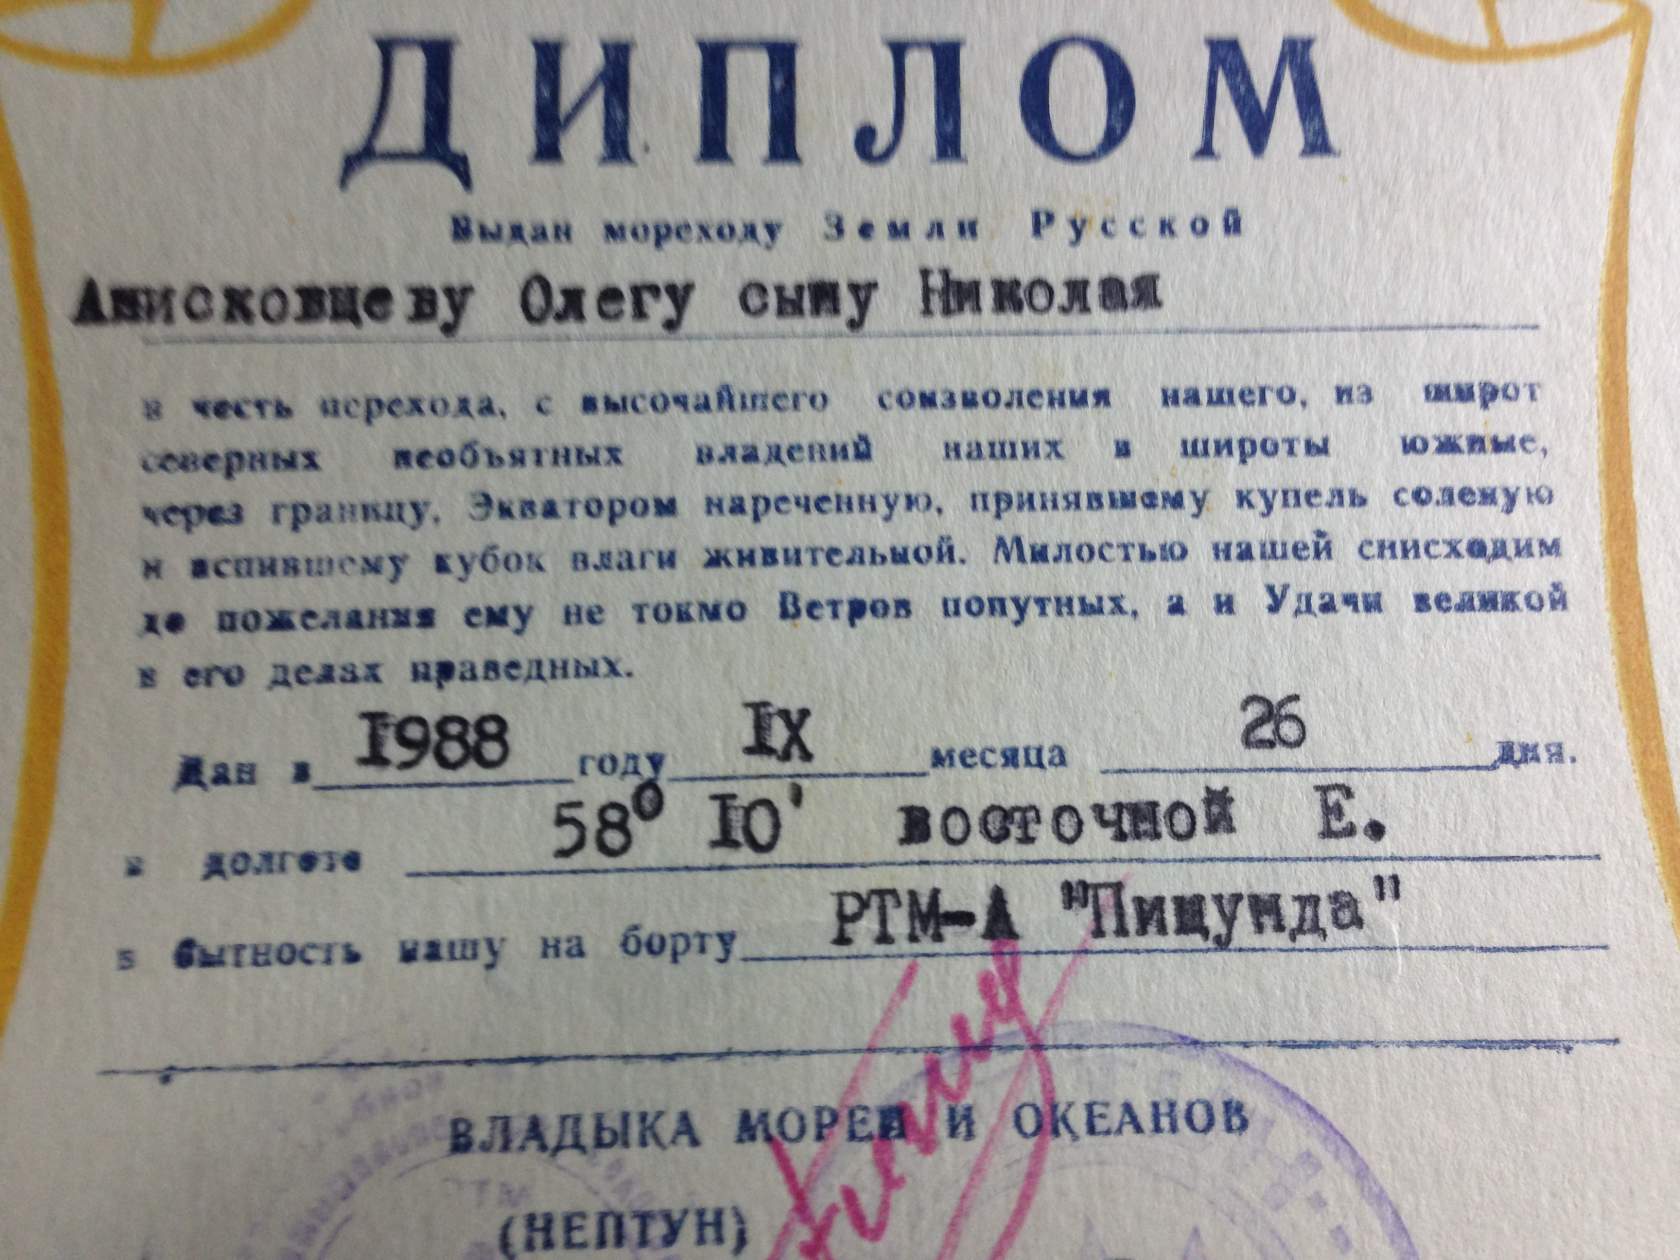 ДИПЛОМ
Выдан мореходу Земли Русской
Анисковцеву Олегу сыну Николая
в честь перехода, с высочайшего соизволения нашего, из широт
северных необъятных владений наших в широты южные,
через границу, Экватором нареченную, принявшему купель соленую
и испившему кубок влаги живительной. Милостью нашей снисходим
до пожелания ему не токмо Ветров попутных, а и Удачи великой
в его делах праведных.
Дан в 1988 году IX месяца 26 дня.
в долготе 58° 10' восточной Е.
в бытность нашу на борту РТМ-А "Пицунда"
ВЛАДЫКА МОРЕЙ И ОКЕАНОВ
(НЕПТУН)